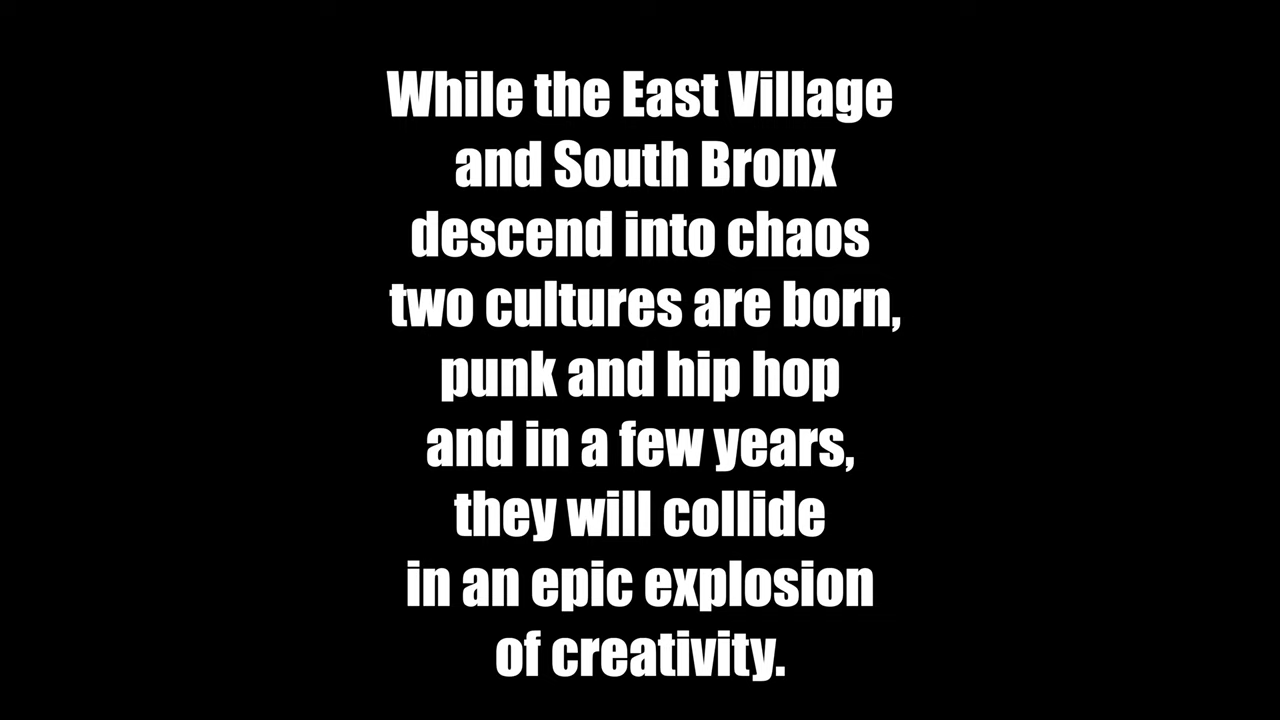 While the East Village
and South Bronx
descend into chaos
two cultures are born,
punk and hip hop
and in a few years,
they will collide
in an epic explosion
of creativity.